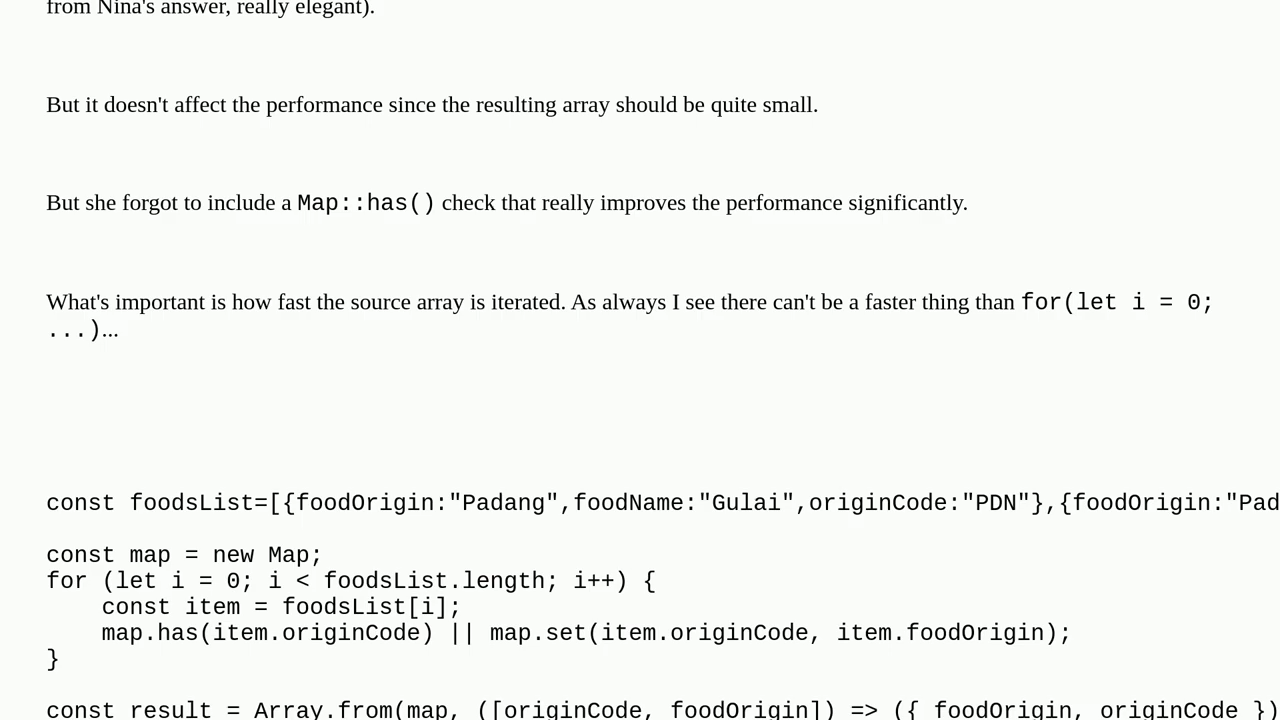 from Nina's answer, really elegant).
But it doesn't affect the performance since the resulting array should be quite small.
But she forgot to include a Map::has() check that really improves the performance significantly.
What's important is how fast the source array is iterated. As always I see there can't be a faster thing than for(let i = 0;
...)...
const foodsList=[{foodOrigin:"Padang",foodName:"Gulai",originCode:"PDN"},{foodOrigin:"Pad
const map = new Map;
for (let i = 0; i < foodsList.length; i++) {
    const item = foodsList[i];
    map.has(item.originCode) || map.set(item.originCode, item.foodOrigin);
}
const result = Array.from(map, ([originCode, foodOrigin]) => ({ foodOrigin, originCode })